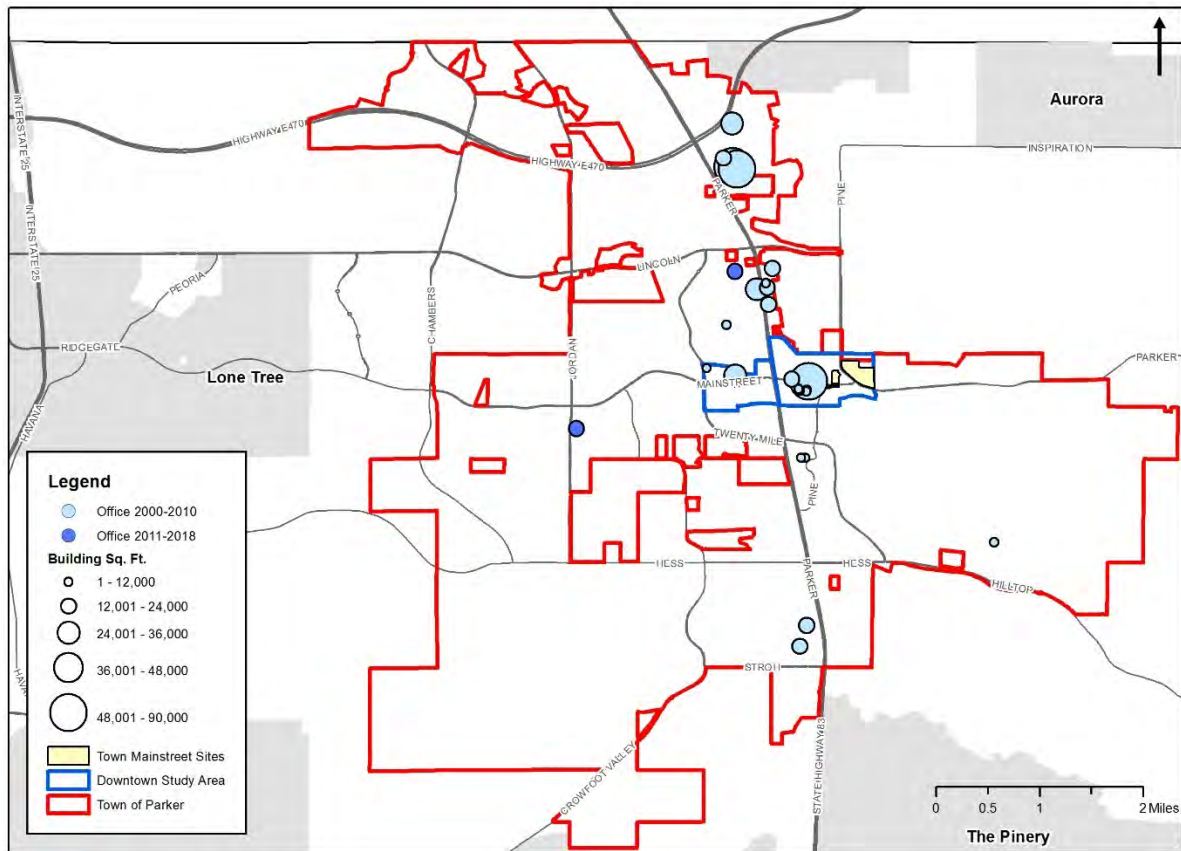 Aurora
INTERSTATE 25
HIGHWAY E470
HIGHWAY E470
INSPIRATION
PARKER
PINE
INTERSTATE 25
PEORIA
LINCOLN
CHAMBERS
RIDGEGATE
JORDAN
PARKER
Lone Tree
MAINSTREET
HAVANA
TWENTY MILE
PINE
HESS
HESS
PARKER
HILLTOP
STROH
CROWFOOT VALLEY
STATE HIGHWAY 83
Legend
Office 2000-2010
Office 2011-2018
Building Sq. Ft.
1 - 12,000
12,001 - 24,000
24,001 - 36,000
36,001 - 48,000
48,001 - 90,000
Town Mainstreet Sites
Downtown Study Area
Town of Parker
HAVA
0 0.5 1 2 Miles
The Pinery